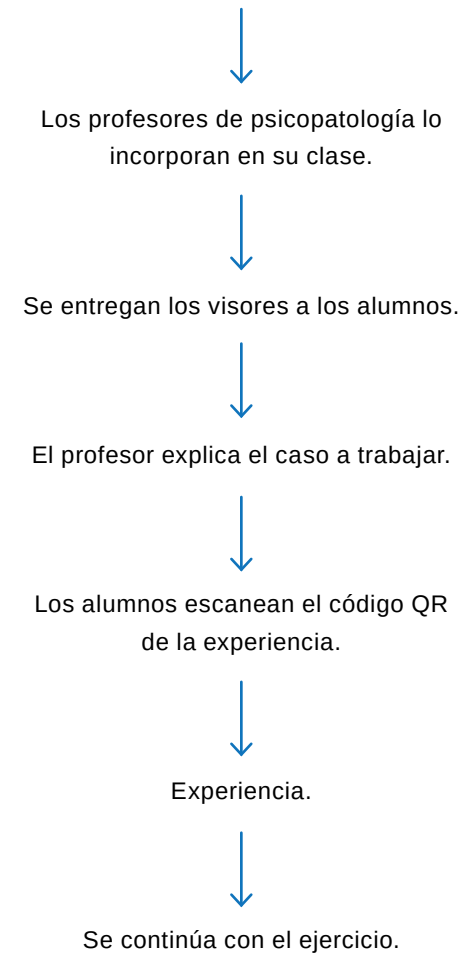 Los profesores de psicopatología lo
incorporan en su clase.
Se entregan los visores a los alumnos.
El profesor explica el caso a trabajar.
Los alumnos escanean el código QR
de la experiencia.
Experiencia.
Se continúa con el ejercicio.